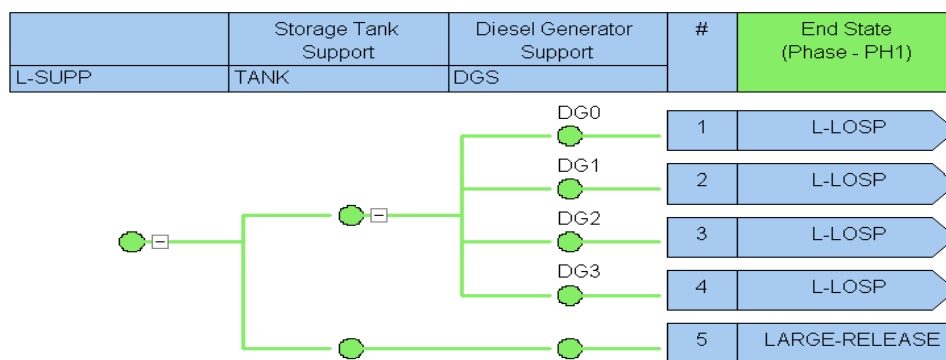 Storage Tank Support
Diesel Generator Support
#
End State (Phase - PH1)
L-SUPP
TANK
DGS
DG0
1
L-LOSP
DG1
2
L-LOSP
DG2
3
L-LOSP
DG3
4
L-LOSP
5
LARGE-RELEASE